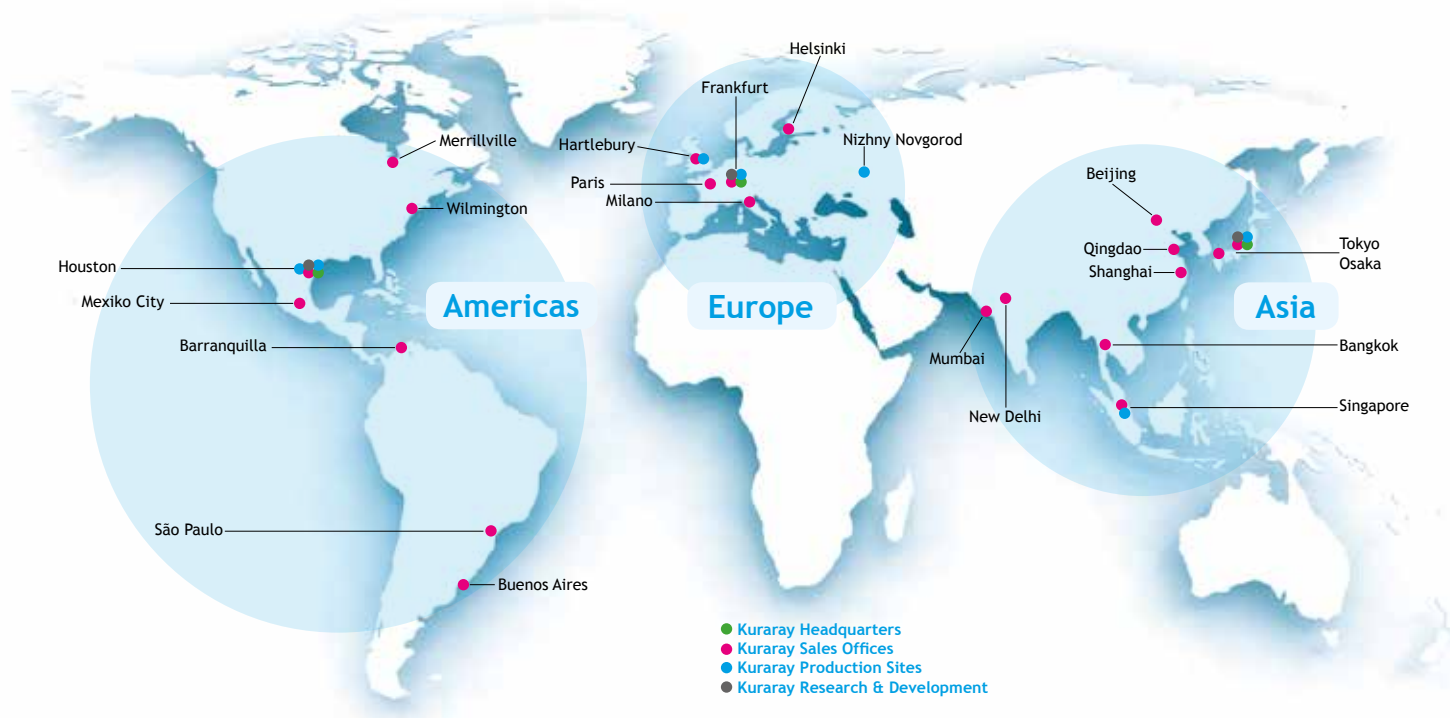 Helsinki
Frankfurt
Merrillville
Hartlebury
Nizhny Novgorod
Paris
Milano
Beijing
Wilmington
Qingdao
Tokyo
Osaka
Houston
Shanghai
Mexiko City
Americas
Europe
Asia
Barranquilla
Mumbai
Bangkok
New Delhi
Singapore
São Paulo
Buenos Aires
Kuraray Headquarters
Kuraray Sales Offices
Kuraray Production Sites
Kuraray Research & Development